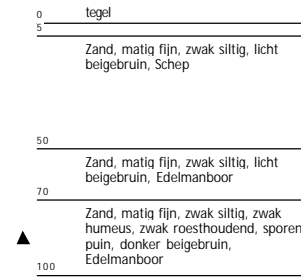 0 tegel
5
Zand, matig fijn, zwak siltig, licht
beigebruin, Schep
50
Zand, matig fijn, zwak siltig, licht
beigebruin, Edelmanboor
70
Zand, matig fijn, zwak siltig, zwak
humeus, zwak roesthoudend, sporen
puin, donker beigebruin,
Edelmanboor
100